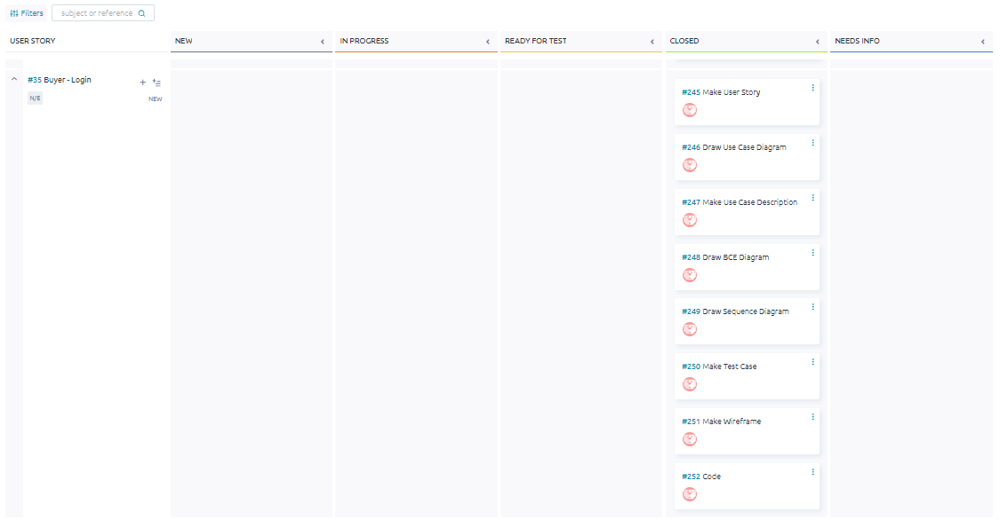 Filters
subject or reference
USER STORY
NEW
IN PROGRESS
READY FOR TEST
CLOSED
NEEDS INFO
#35 Buyer - Login
N/E
NEW
#245 Make User Story
#246 Draw Use Case Diagram
#247 Make Use Case Description
#248 Draw BCE Diagram
#249 Draw Sequence Diagram
#250 Make Test Case
#251 Make Wireframe
#252 Code